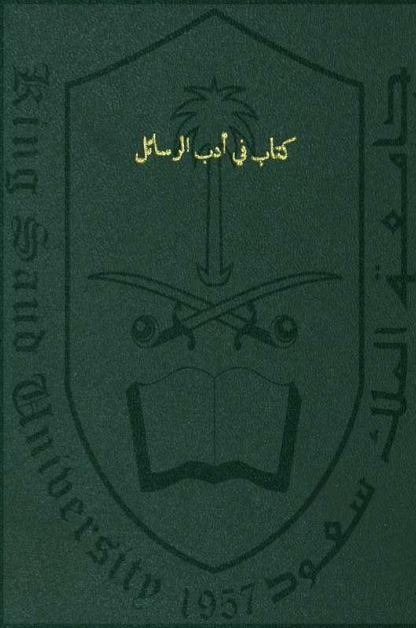 كتاب في أدب الرسائل
King Saud University
1957
جامعة الملك سعود